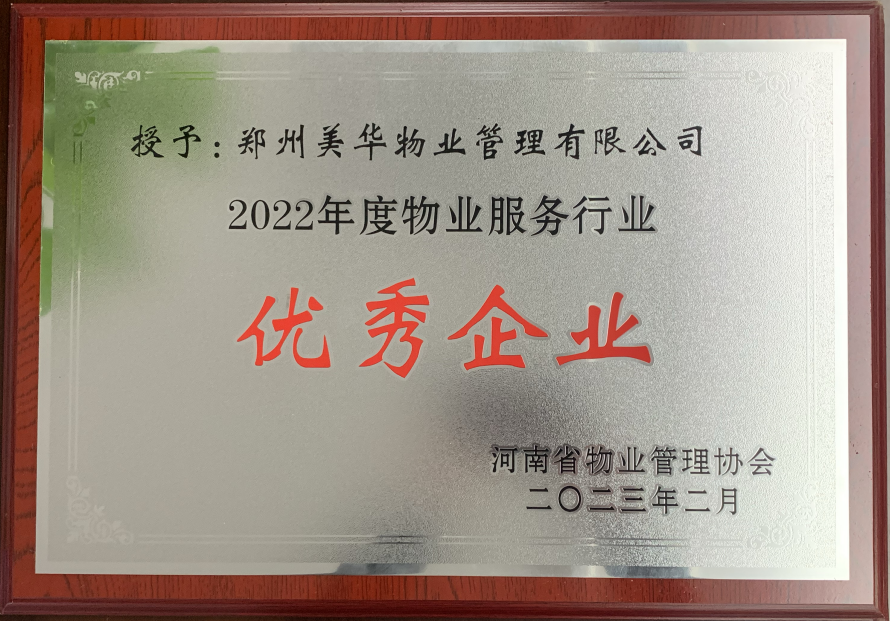 授予：郑州美华物业管理有限公司
2022年度物业服务行业
优秀企业
河南省物业管理协会
二〇二三年二月